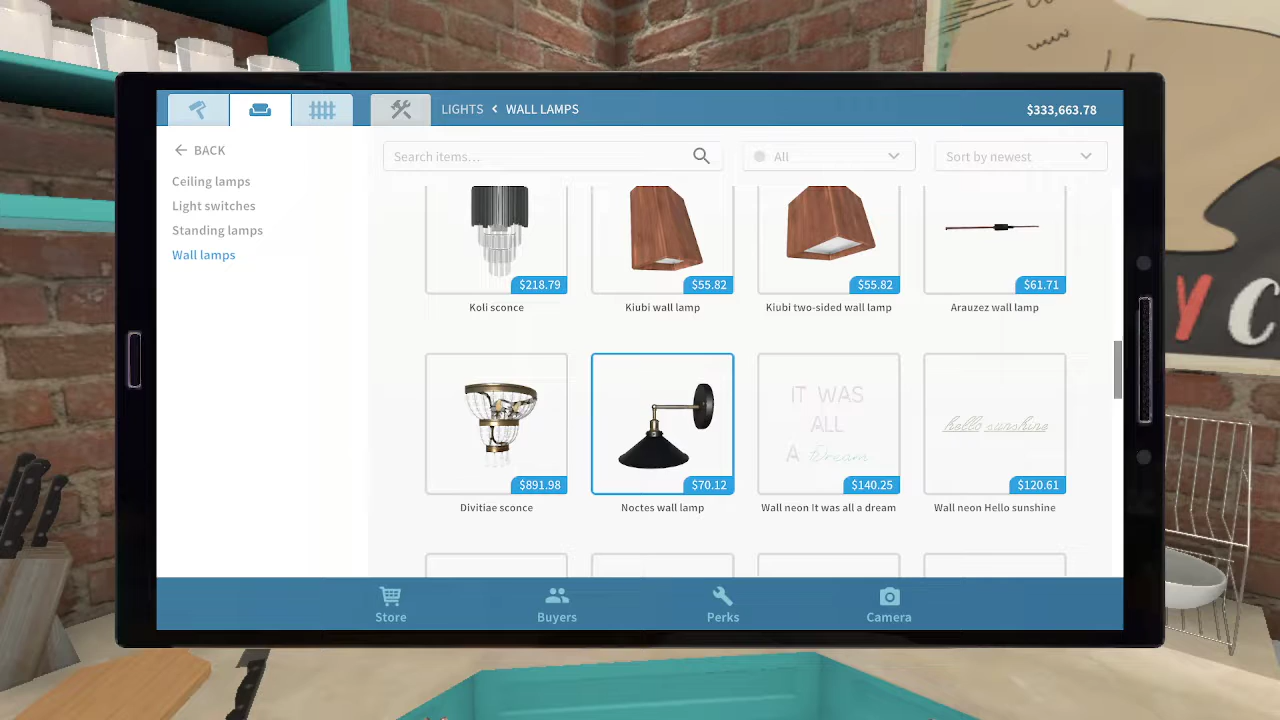 LIGHTS < WALL LAMPS
$333,663.78
BACK
Search items...
All
Sort by newest
Ceiling lamps
Light switches
Standing lamps
Wall lamps
$218.79
$55.82
$55.82
$61.71
Koli sconce
Kiubi wall lamp
Kiubi two-sided wall lamp
Arauzez wall lamp
IT WAS
ALL
A Dream
hello sunshine
$891.98
$70.12
$140.25
$120.61
Divitiae sconce
Noctes wall lamp
Wall neon It was all a dream
Wall neon Hello sunshine
Y C
Store
Buyers
Perks
Camera